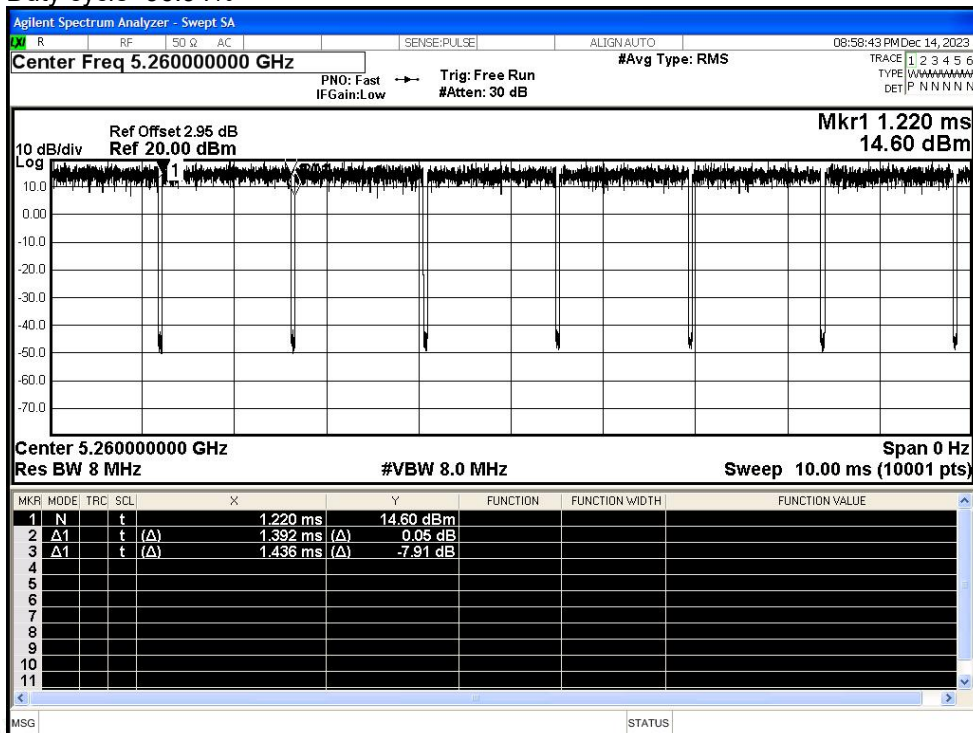 Agilent Spectrum Analyzer - Swept SA
LXI R RF 50 Ω AC SENSE:PULSE ALIGNAUTO 08:58:43 PM Dec 14, 2023
Center Freq 5.260000000 GHz #Avg Type: RMS TRACE 1 2 3 4 5 6
PNO: Fast Trig: Free Run TYPE WWWWWW
IFGain:Low #Atten: 30 dB DET P N N N N N
Mkr1 1.220 ms
Ref Offset 2.95 dB
10 dB/div Ref 20.00 dBm 14.60 dBm
Log
1
10.0
0.00
-10.0
-20.0
-30.0
-40.0
-50.0
-60.0
-70.0
Center 5.260000000 GHz Span 0 Hz
Res BW 8 MHz #VBW 8.0 MHz Sweep 10.00 ms (10001 pts)
MKR MODE TRC SCL X Y FUNCTION FUNCTION WIDTH FUNCTION VALUE
1 N t 1.220 ms 14.60 dBm
2 Δ1 t (Δ) 1.392 ms (Δ) 0.05 dB
3 Δ1 t (Δ) 1.436 ms (Δ) -7.91 dB
4
5
6
7
8
9
10
11
MSG STATUS